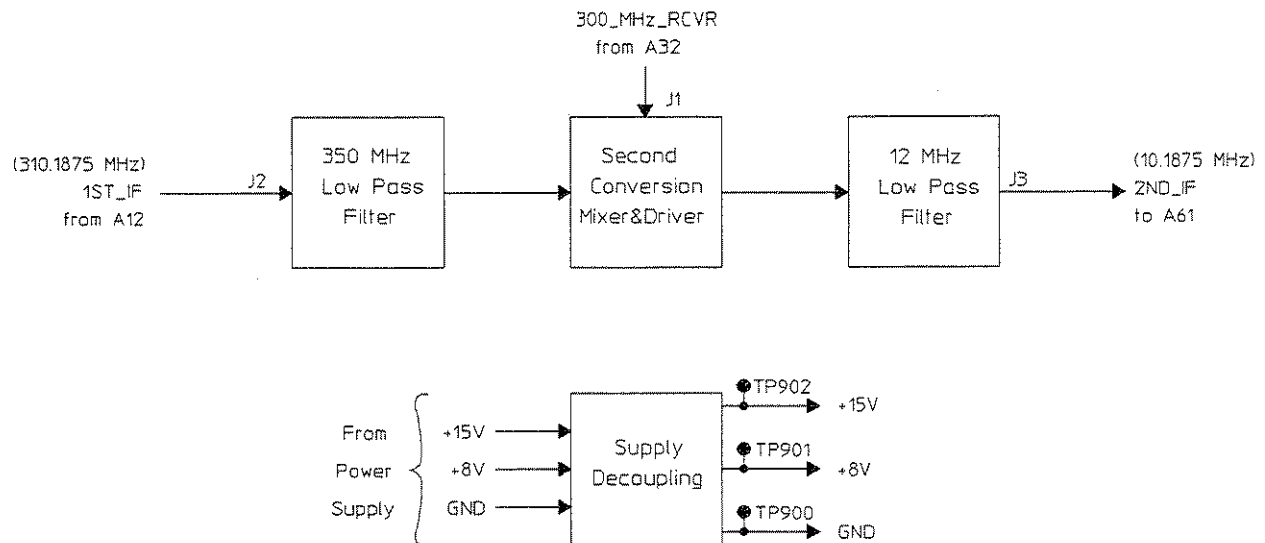 300_MHz_RCVR
from A32
J1
(310.1875 MHz)
1ST_IF
from A12
J2
350 MHz
Low Pass
Filter
Second
Conversion
Mixer&Driver
12 MHz
Low Pass
Filter
J3
(10.1875 MHz)
2ND_IF
to A61
From
Power
Supply
+15V
+8V
GND
Supply
Decoupling
TP902
+15V
TP901
+8V
TP900
GND